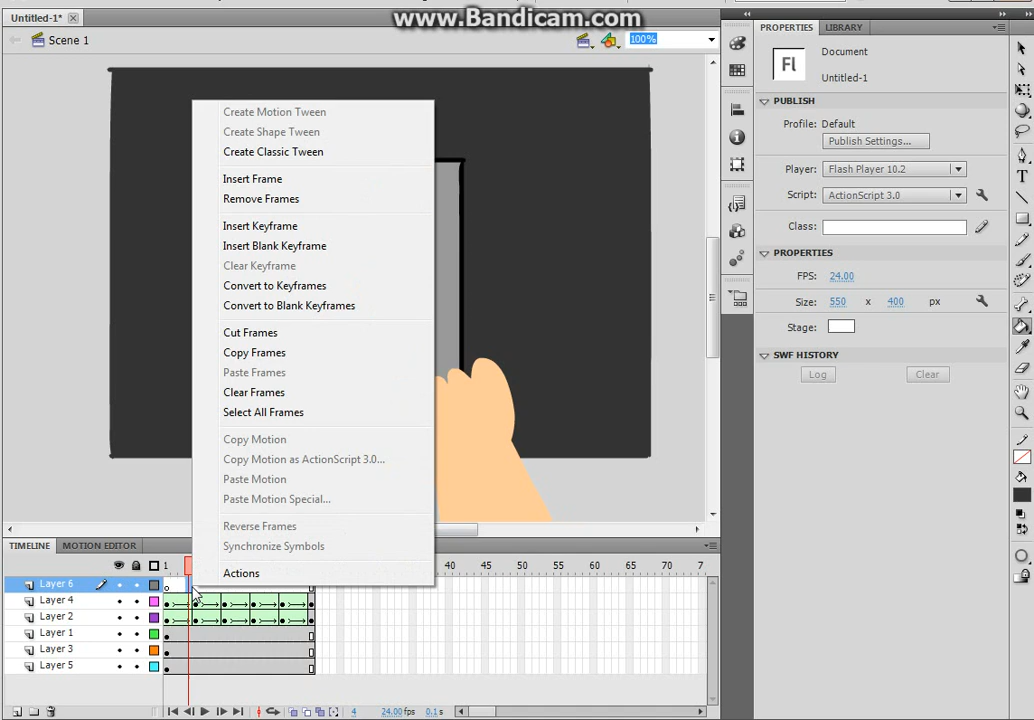 www.Bandicam.com
Untitled-1*
Scene 1
100%
Create Motion Tween
Create Shape Tween
Create Classic Tween
Insert Frame
Remove Frames
Insert Keyframe
Insert Blank Keyframe
Clear Keyframe
Convert to Keyframes
Convert to Blank Keyframes
Cut Frames
Copy Frames
Paste Frames
Clear Frames
Select All Frames
Copy Motion
Copy Motion as ActionScript 3.0...
Paste Motion
Paste Motion Special...
Reverse Frames
Synchronize Symbols
Actions
PROPERTIES LIBRARY
Fl
Document
Untitled-1
PUBLISH
Profile: Default
Publish Settings...
Player: Flash Player 10.2
Script: ActionScript 3.0
Class:
PROPERTIES
FPS: 24.00
Size: 550 x 400 px
Stage:
SWF HISTORY
Log Clear
TIMELINE MOTION EDITOR
1 40 45 50 55 60 65 70 7
Layer 6
Layer 4
Layer 2
Layer 1
Layer 3
Layer 5
4 24.00 fps 0.1 s